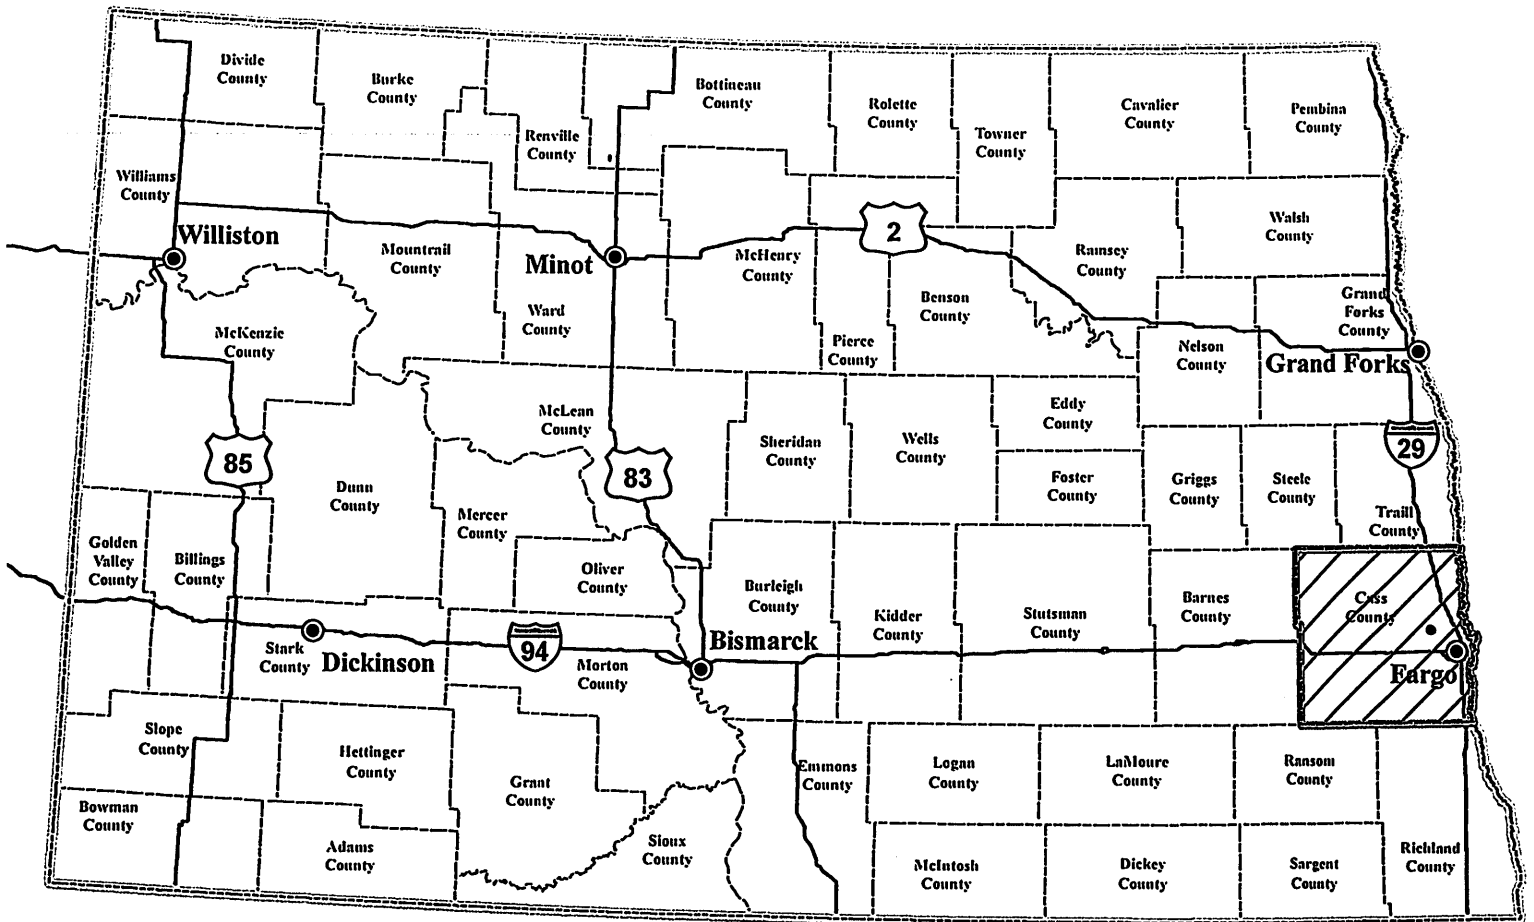 Divide
County
Burke
County
Renville
County
Bottineau
County
Rolette
County
Towner
County
Cavalier
County
Pembina
County
Williams
County
Williston
Mountrail
County
Minot
Ward
County
McHenry
County
2
Pierce
County
Benson
County
Ramsey
County
Walsh
County
Nelson
County
Grand
Forks
County
Grand Forks
McKenzie
County
85
McLean
County
83
Sheridan
County
Wells
County
Eddy
County
Foster
County
Griggs
County
Steele
County
29
Traill
County
Golden
Valley
County
Billings
County
Dunn
County
Mercer
County
Oliver
County
Burleigh
County
Kidder
County
Stutsman
County
Barnes
County
Cass
County
Fargo
Stark
County
Dickinson
94
Morton
County
Bismarck
Slope
County
Hettinger
County
Grant
County
Emmons
County
Logan
County
LaMoure
County
Ransom
County
Bowman
County
Adams
County
Sioux
County
McIntosh
County
Dickey
County
Sargent
County
Richland
County